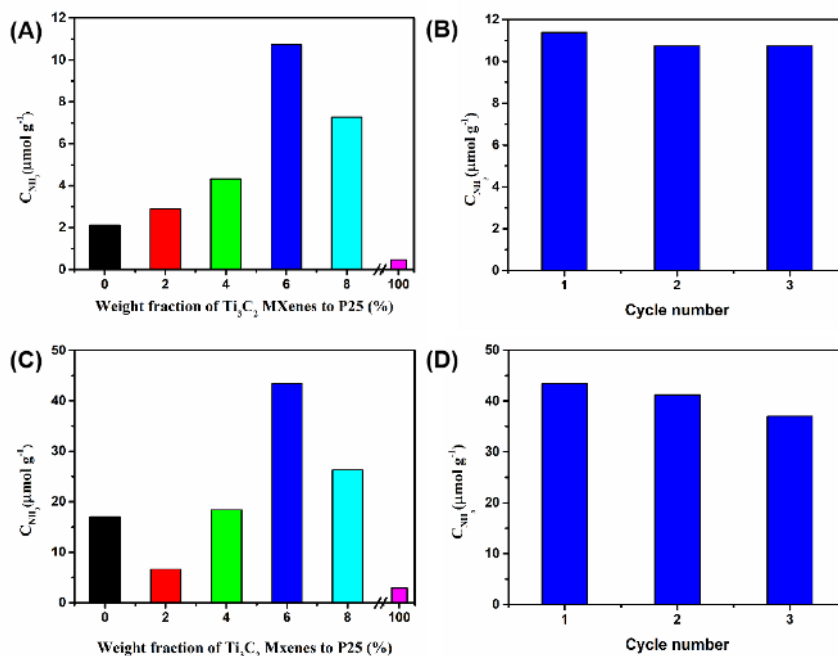 (A)
12
10
8
6
4
2
0
C_NH3 (μmol g⁻¹)
0 2 4 6 8 100
Weight fraction of Ti3C2 MXenes to P25 (%)
(B)
12
10
8
6
4
2
0
C_NH3 (μmol g⁻¹)
1 2 3
Cycle number
(C)
50
40
30
20
10
0
C_NH3 (μmol g⁻¹)
0 2 4 6 8 100
Weight fraction of Ti3C2 Mxenes to P25 (%)
(D)
50
40
30
20
10
0
C_NH3 (μmol g⁻¹)
1 2 3
Cycle number